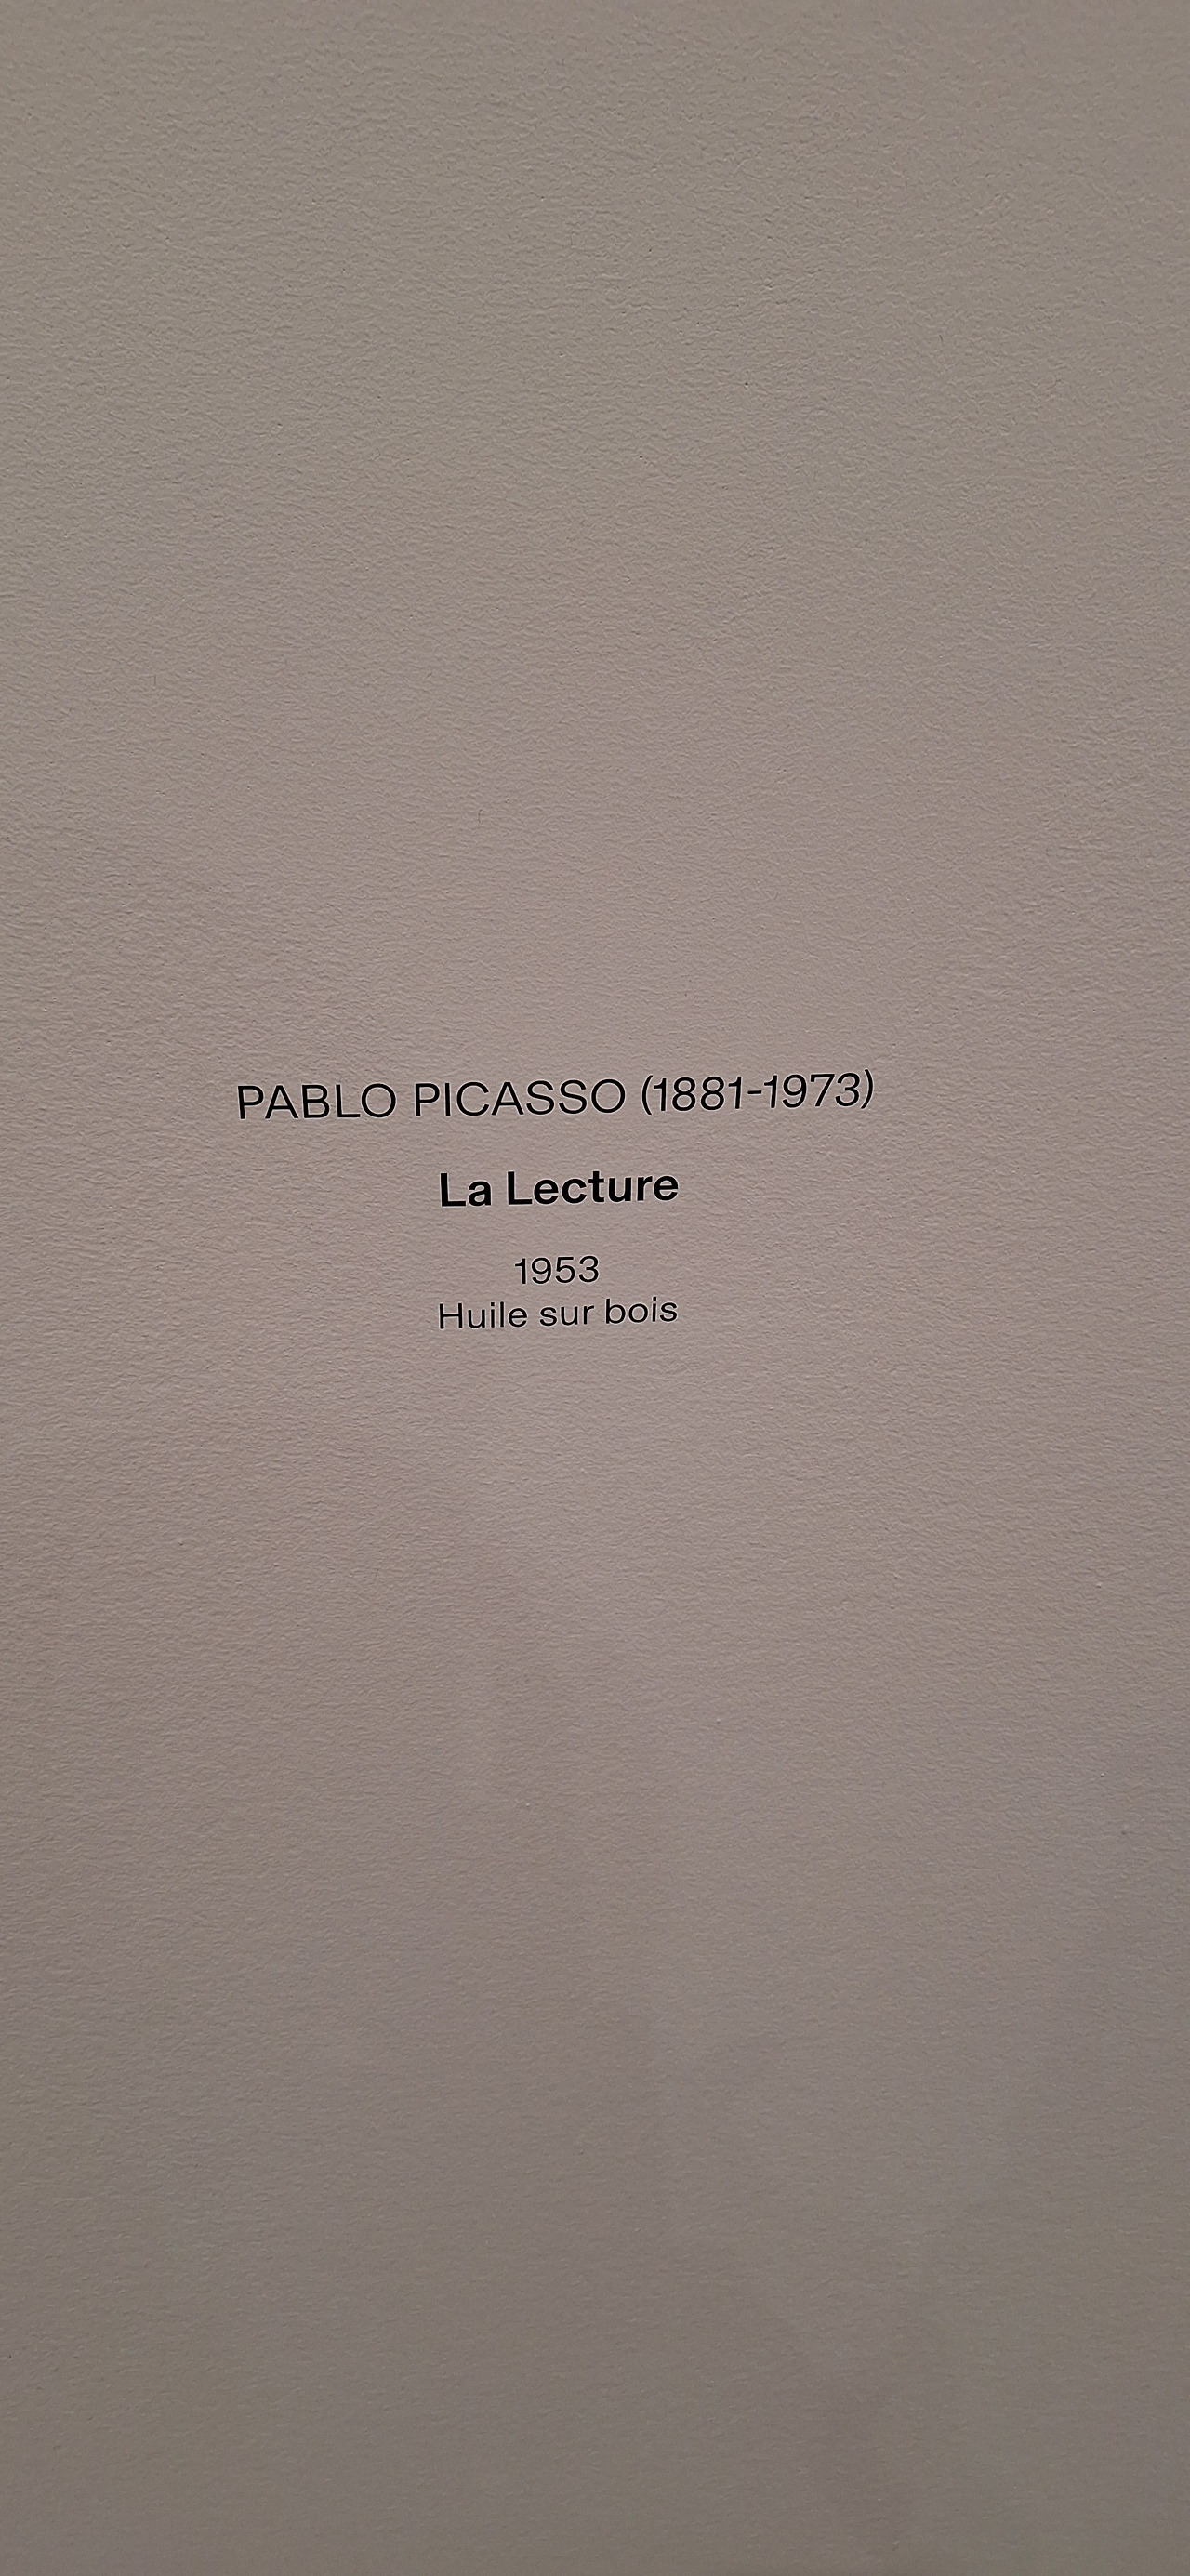 PABLO PICASSO (1881-1973)
La Lecture
1953
Huile sur bois